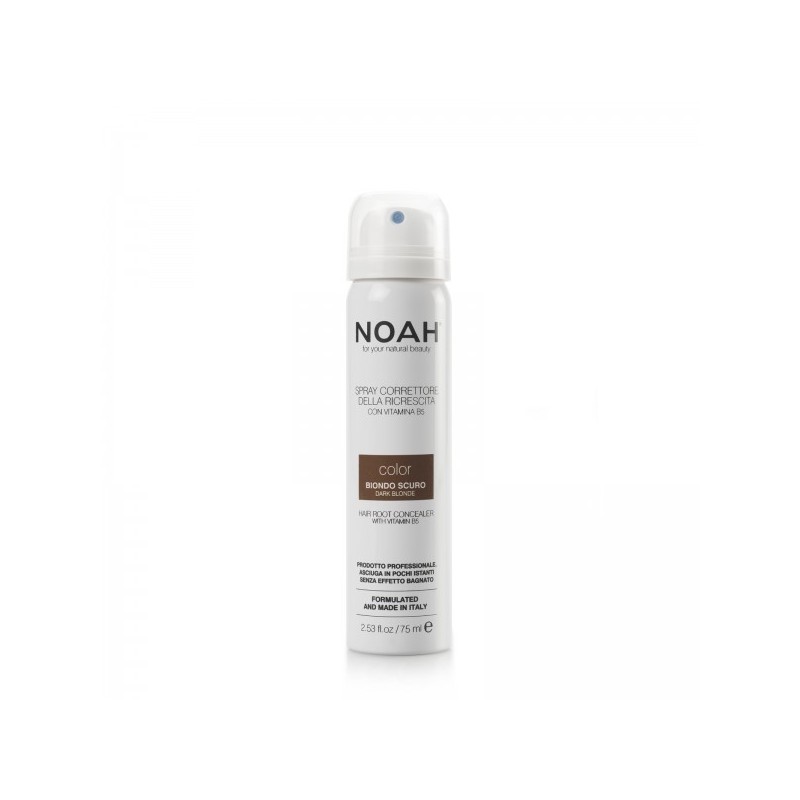 NOAH®
for your natural beauty
SPRAY CORRETTORE
DELLA RICRESCITA
CON VITAMINA B5
color
BIONDO SCURO
DARK BLONDE
HAIR ROOT CONCEALER
WITH VITAMIN B5
PRODOTTO PROFESSIONALE,
ASCIUGA IN POCHI ISTANTI
SENZA EFFETTO BAGNATO
FORMULATED
AND MADE IN ITALY
2.53 fl.oz / 75 ml ℮